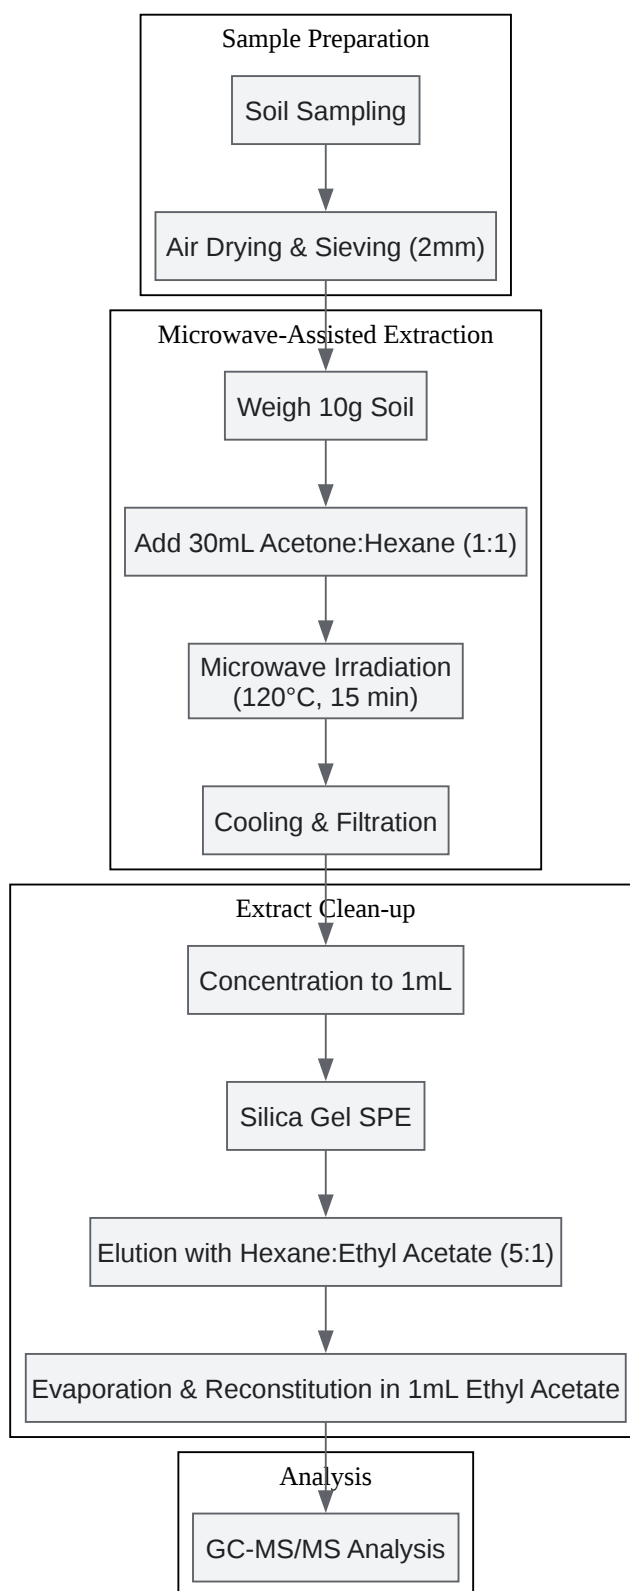 Sample Preparation
Soil Sampling
Air Drying & Sieving (2mm)
Microwave-Assisted Extraction
Weigh 10g Soil
Add 30mL Acetone:Hexane (1:1)
Microwave Irradiation
(120°C, 15 min)
Cooling & Filtration
Extract Clean-up
Concentration to 1mL
Silica Gel SPE
Elution with Hexane:Ethyl Acetate (5:1)
Evaporation & Reconstitution in 1mL Ethyl Acetate
Analysis
GC-MS/MS Analysis